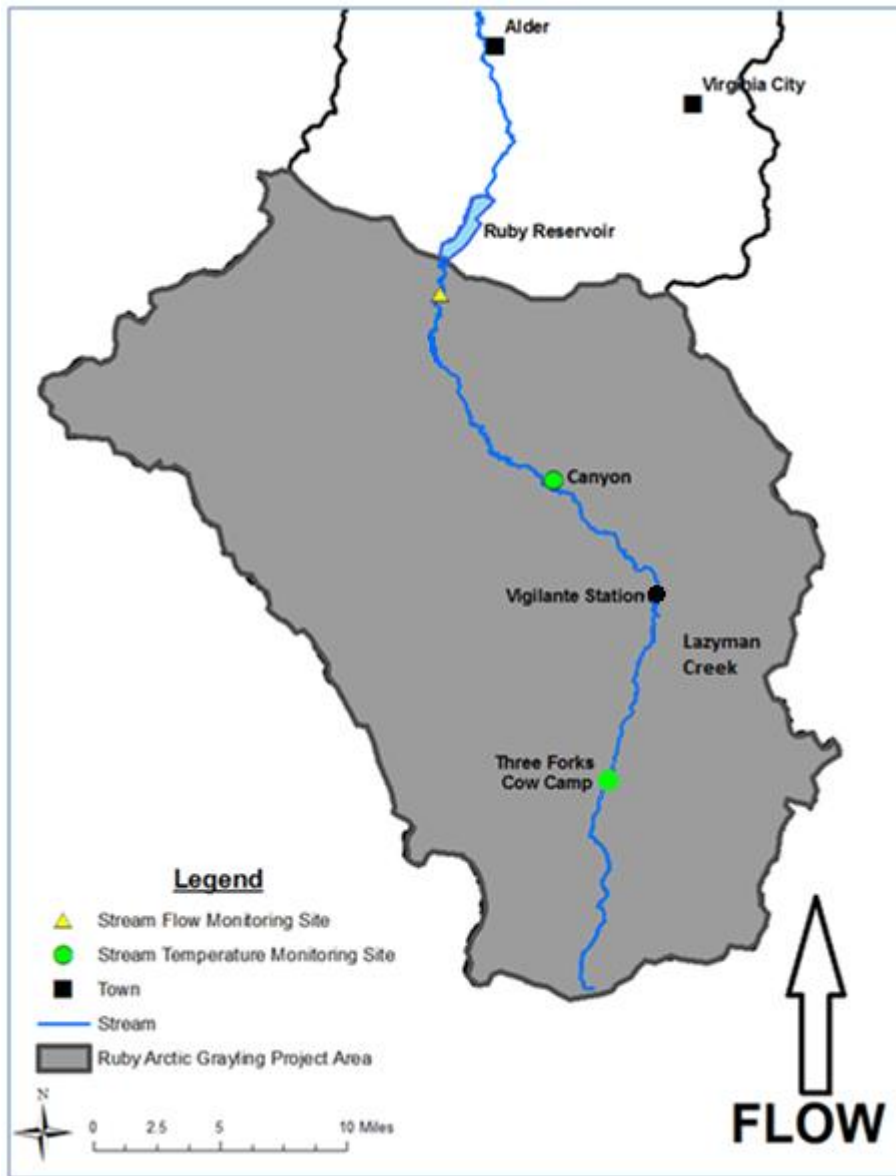 Alder
Virginia City
Ruby Reservoir
Canyon
Vigilante Station
Lazyman
Creek
Three Forks
Cow Camp
Legend
Stream Flow Monitoring Site
Stream Temperature Monitoring Site
Town
Stream
Ruby Arctic Grayling Project Area
N
0 2.5 5 10 Miles
FLOW